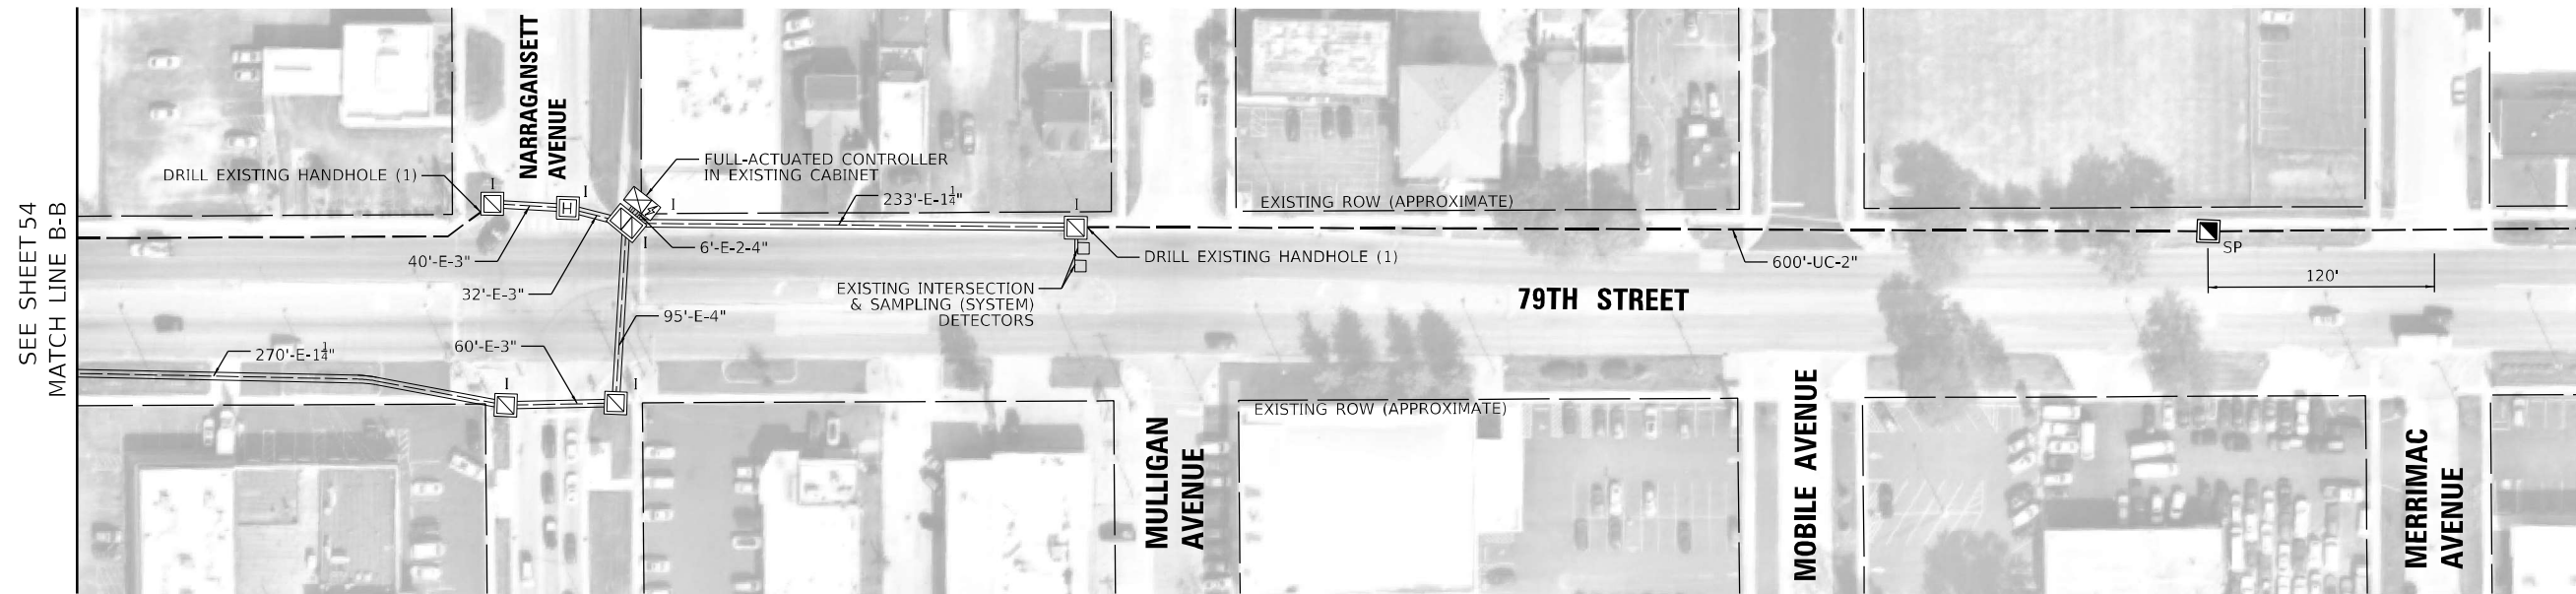 SEE SHEET 54
MATCH LINE B-B
NARRAGANSETT
AVENUE
DRILL EXISTING HANDHOLE (1)
I
I
H
FULL-ACTUATED CONTROLLER
IN EXISTING CABINET
I
233'-E-1¼"
I
EXISTING ROW (APPROXIMATE)
40'-E-3"
I
6'-E-2-4"
DRILL EXISTING HANDHOLE (1)
600'-UC-2"
SP
120'
32'-E-3"
EXISTING INTERSECTION
& SAMPLING (SYSTEM)
DETECTORS
79TH STREET
95'-E-4"
270'-E-1¼"
60'-E-3"
I
I
EXISTING ROW (APPROXIMATE)
MULLIGAN
AVENUE
MOBILE AVENUE
MERRIMAC
AVENUE